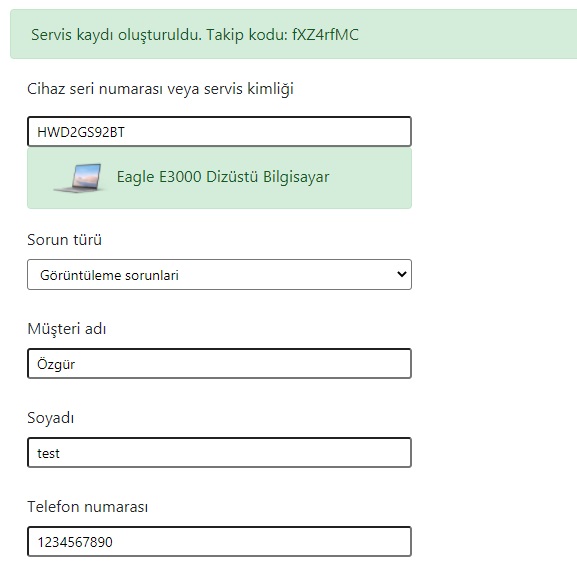 Servis kaydı oluşturuldu. Takip kodu: fXZ4rfMC
Cihaz seri numarası veya servis kimliği
HWD2GS92BT
Eagle E3000 Dizüstü Bilgisayar
Sorun türü
Görüntüleme sorunlari
Müşteri adı
Özgür
Soyadı
test
Telefon numarası
1234567890